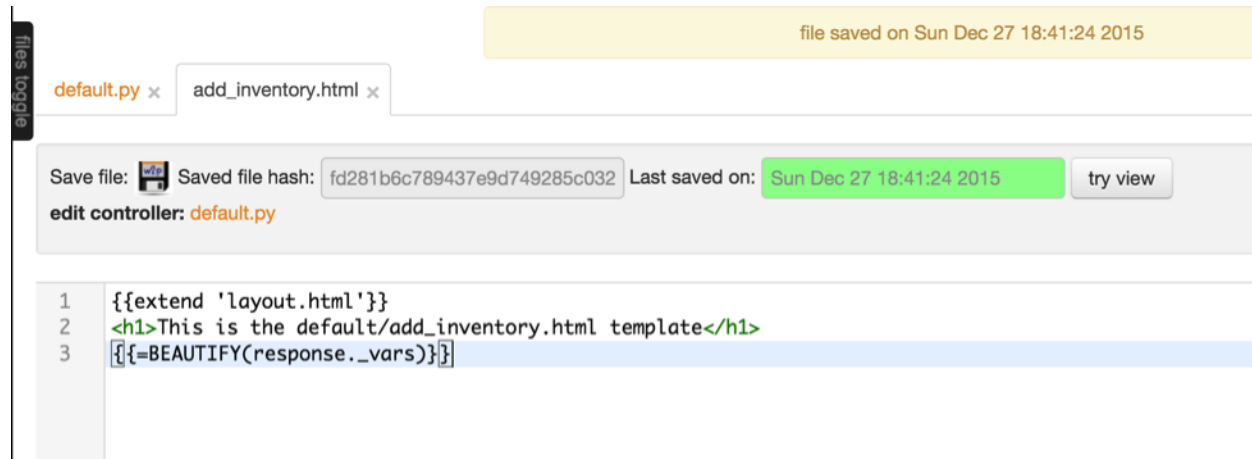 file saved on Sun Dec 27 18:41:24 2015
files toggle
default.py × add_inventory.html ×
Save file: w2p Saved file hash: fd281b6c789437e9d749285c032 Last saved on: Sun Dec 27 18:41:24 2015 try view
edit controller: default.py
1 {{extend 'layout.html'}}
2 <h1>This is the default/add_inventory.html template</h1>
3 {{=BEAUTIFY(response._vars)}}